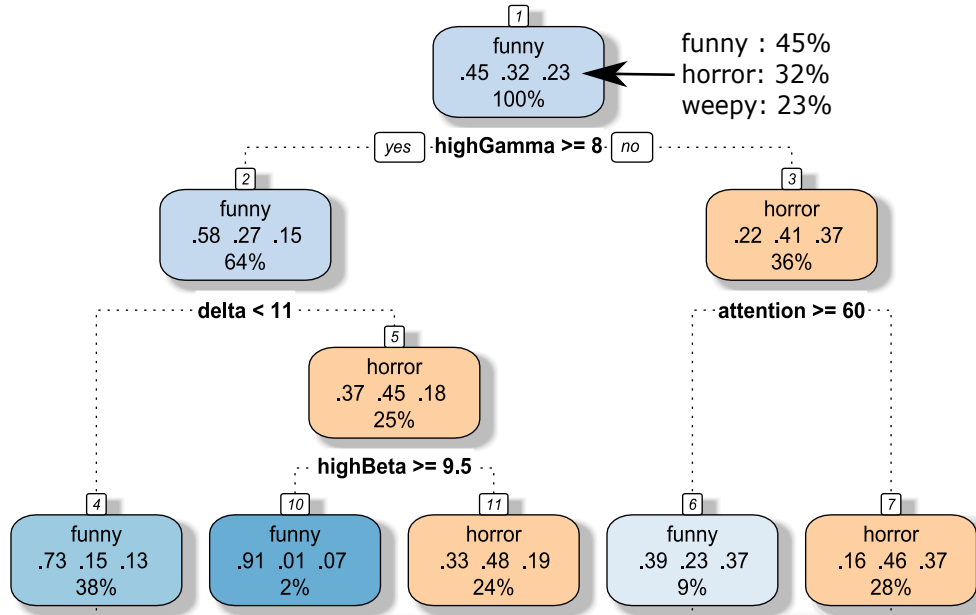 1
funny
.45 .32 .23
100%
funny : 45%
horror: 32%
weepy: 23%
yes highGamma >= 8 no
2
funny
.58 .27 .15
64%
3
horror
.22 .41 .37
36%
delta < 11
attention >= 60
5
horror
.37 .45 .18
25%
highBeta >= 9.5
4
funny
.73 .15 .13
38%
10
funny
.91 .01 .07
2%
11
horror
.33 .48 .19
24%
6
funny
.39 .23 .37
9%
7
horror
.16 .46 .37
28%